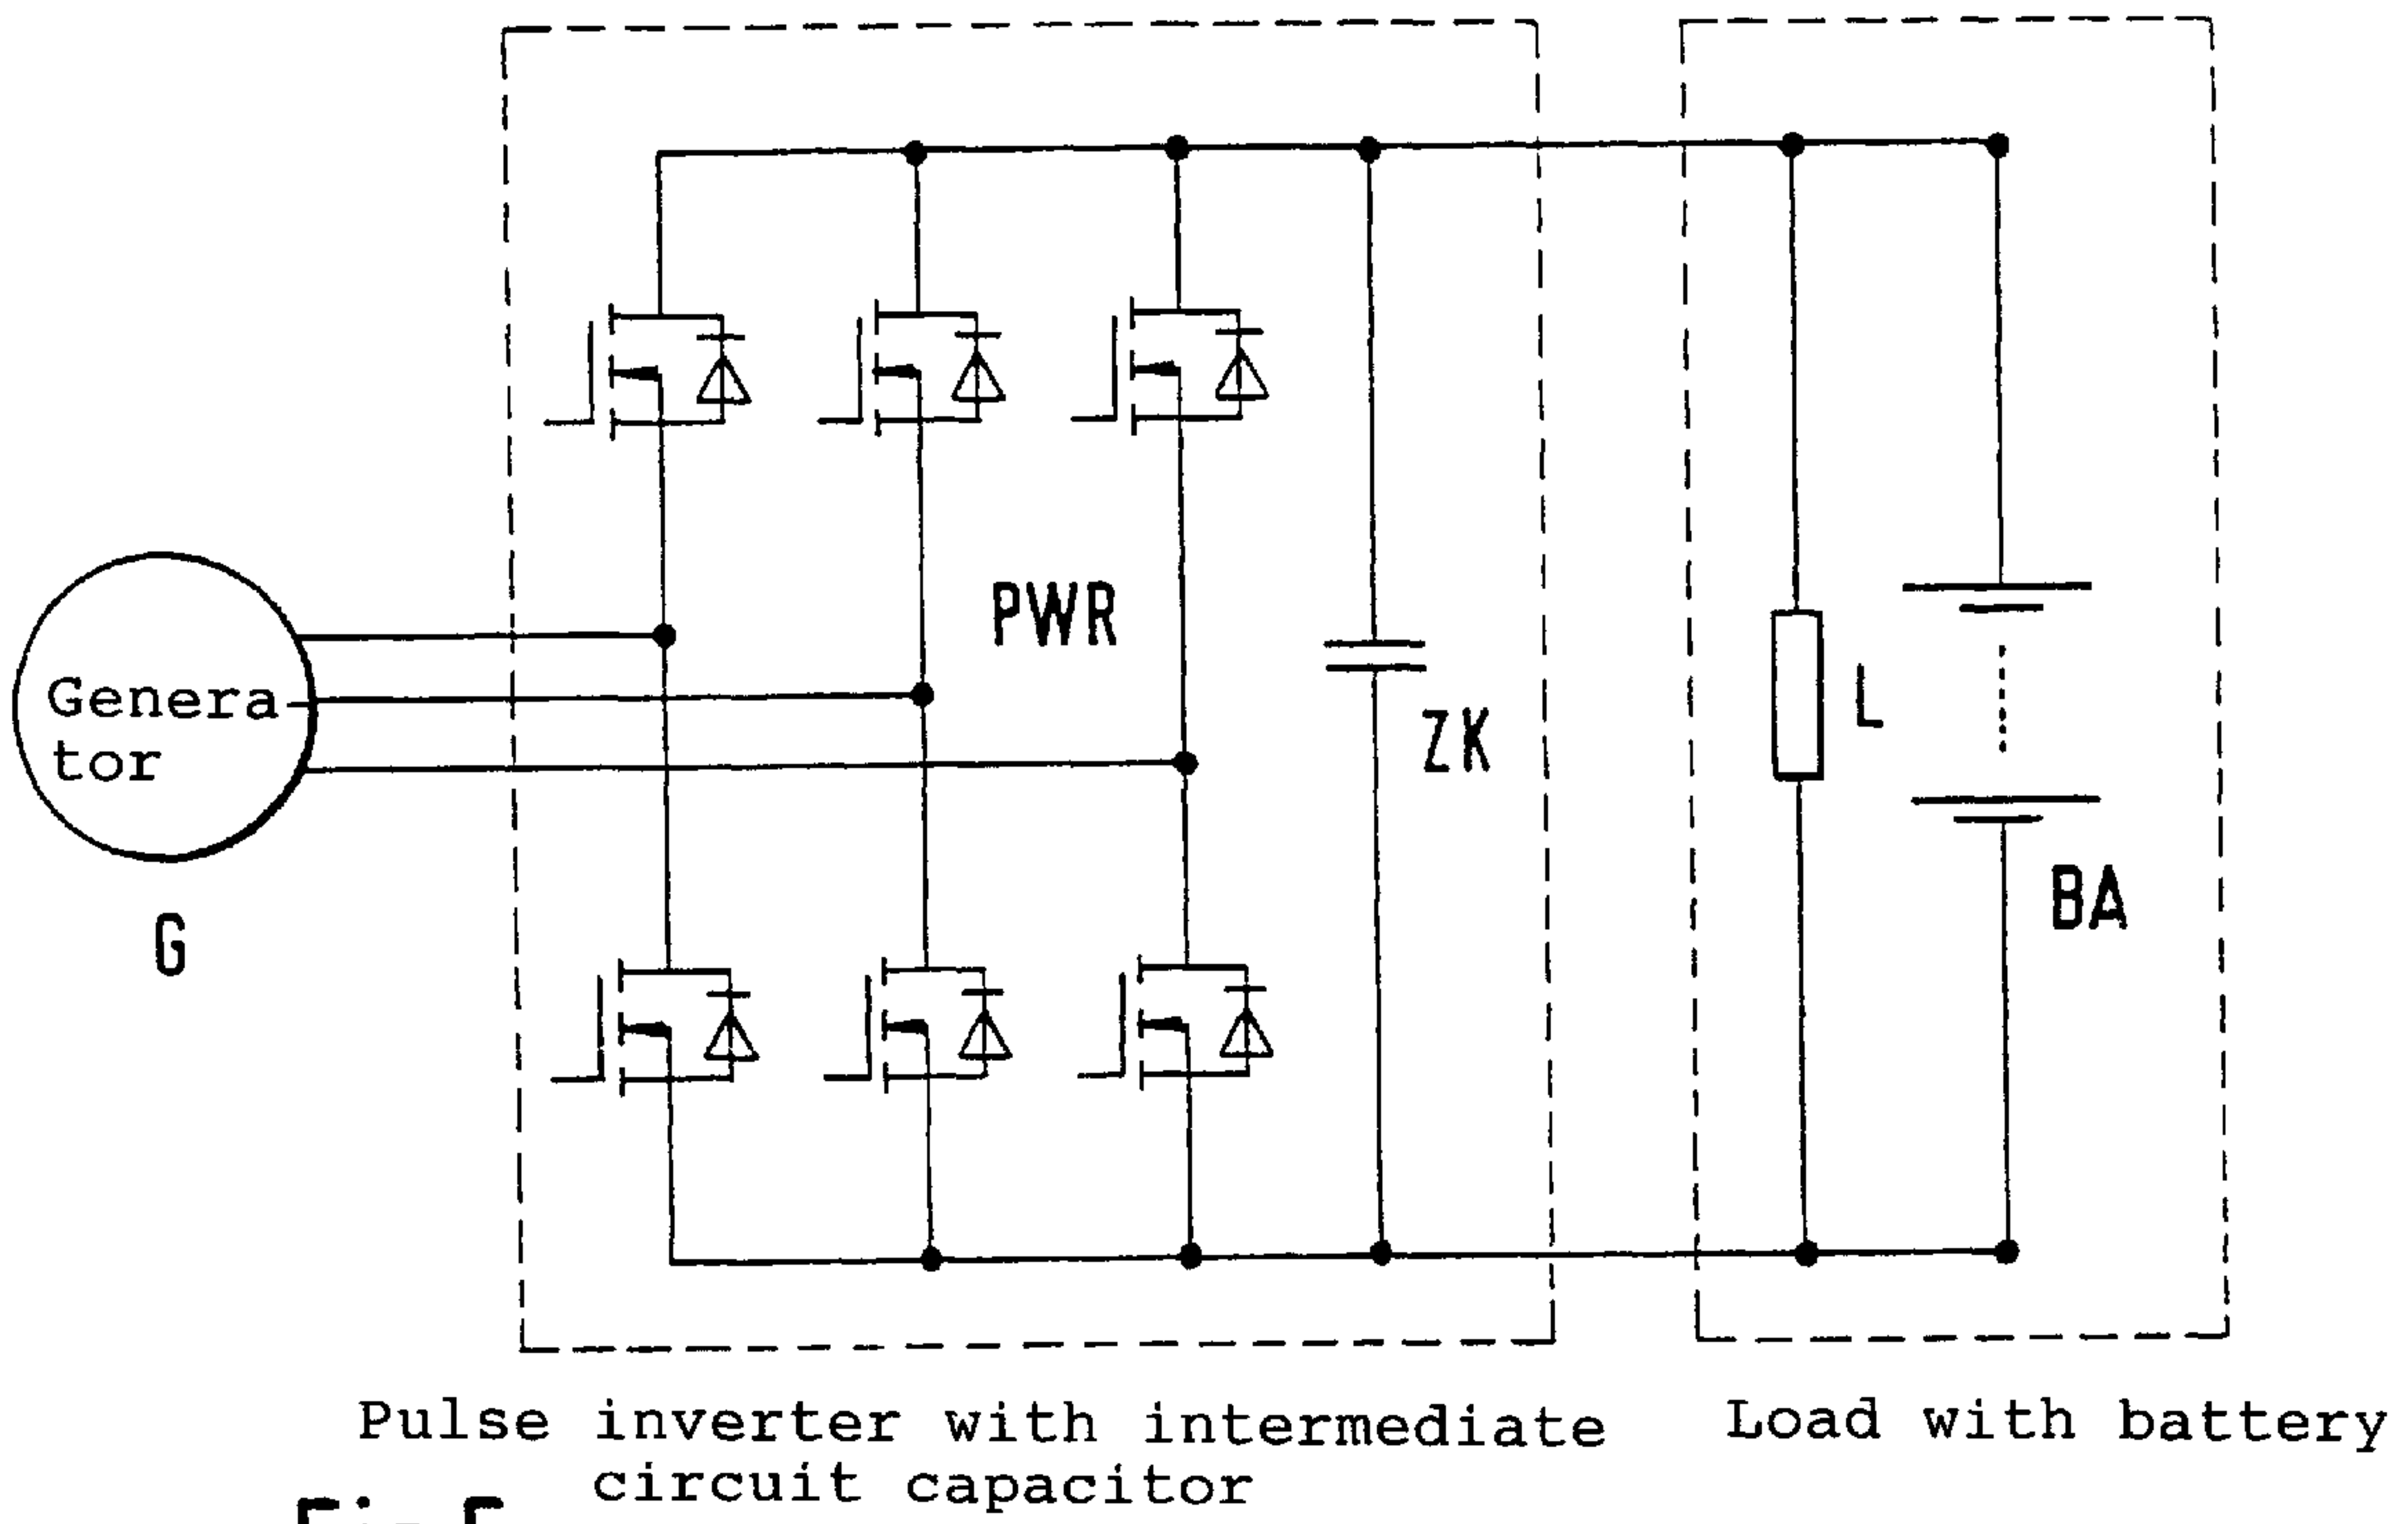 PWR
Genera-
tor
ZK
L
BA
G
Pulse inverter with intermediate
circuit capacitor
Load with battery